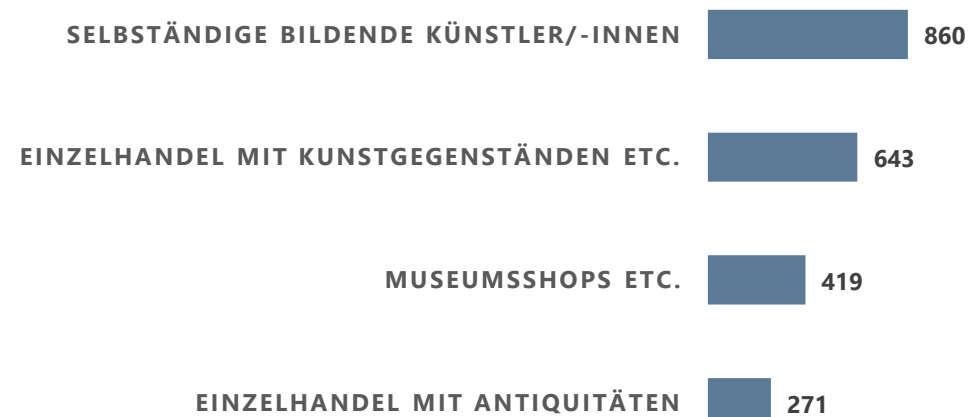 SELBSTÄNDIGE BILDENDE KÜNSTLER/-INNEN 860
EINZELHANDEL MIT KUNSTGEGENSTÄNDEN ETC. 643
MUSEUMSSHOPS ETC. 419
EINZELHANDEL MIT ANTIQUITÄTEN 271